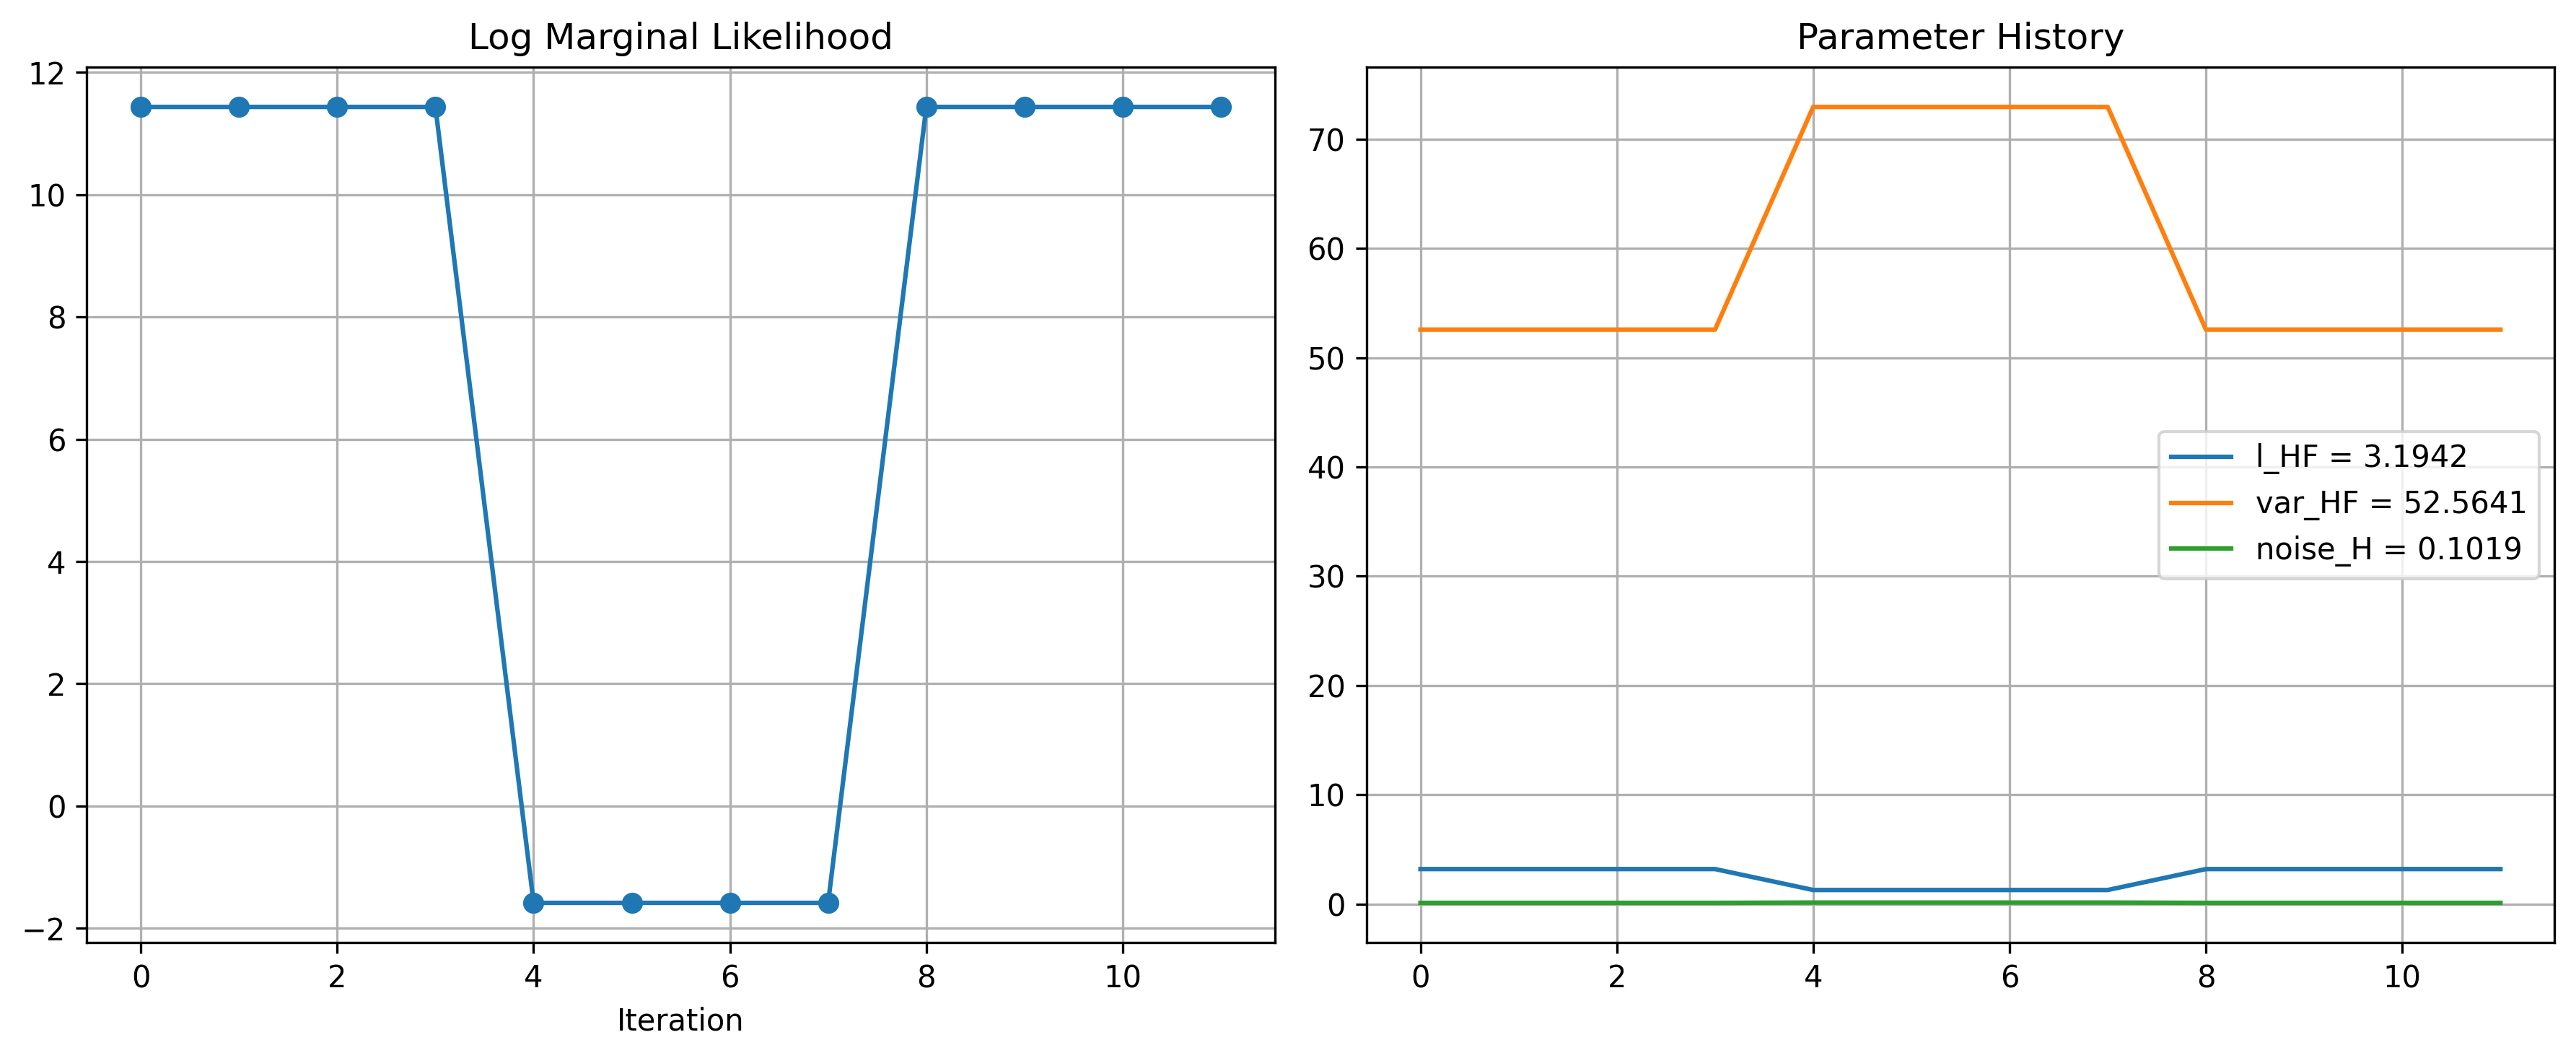 Log Marginal Likelihood
12
10
8
6
4
2
0
−2
0 2 4 6 8 10
Iteration
Parameter History
70
60
50
40
30
20
10
0
l_HF = 3.1942
var_HF = 52.5641
noise_H = 0.1019
0 2 4 6 8 10